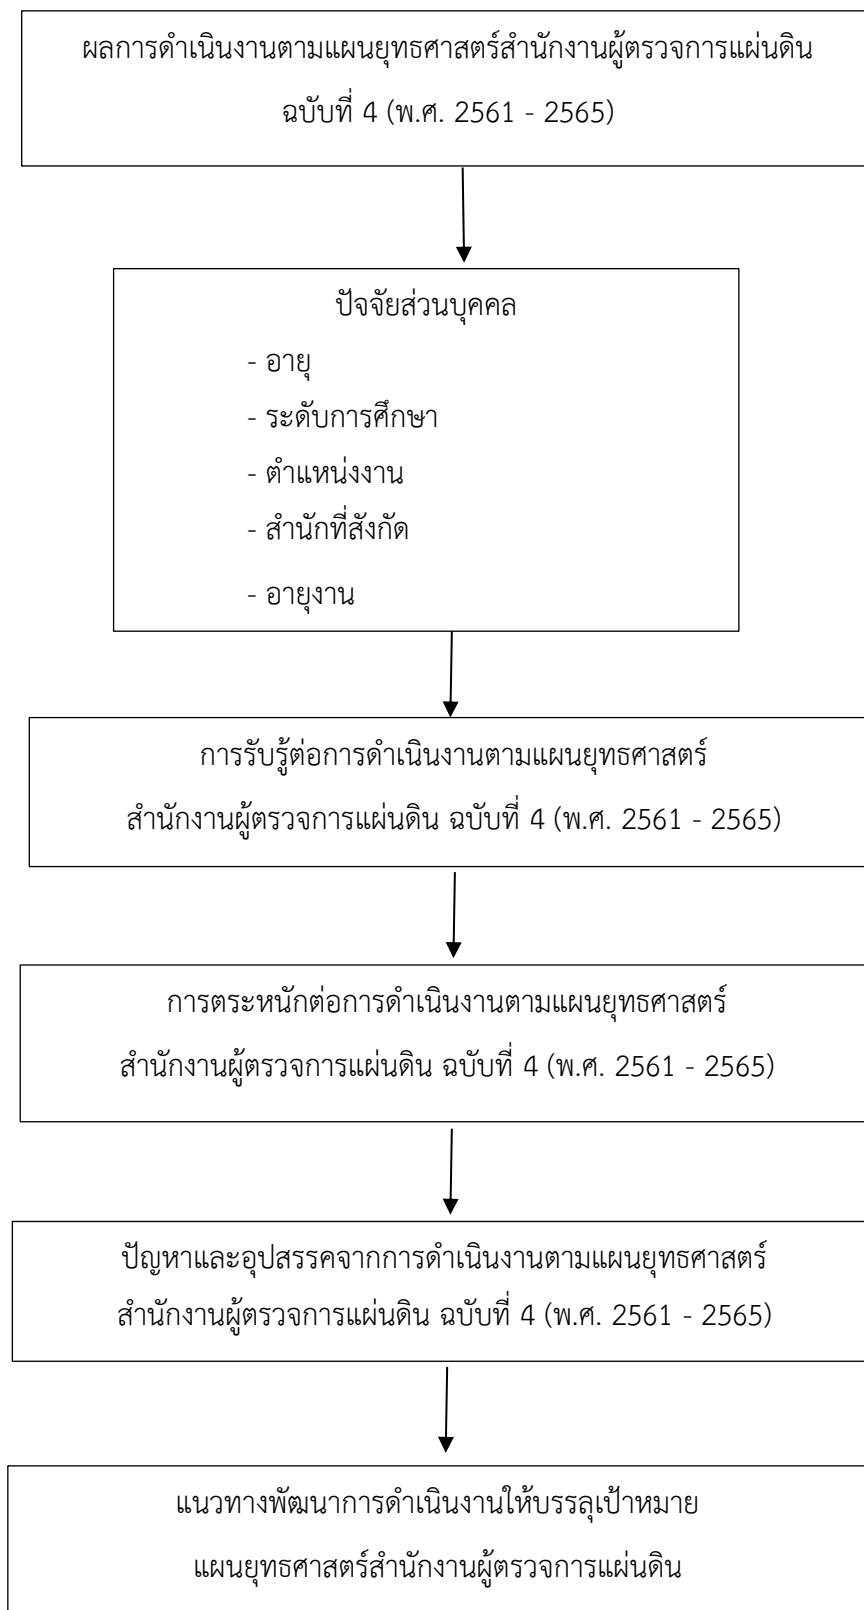 ผลการดำเนินงานตามแผนยุทธศาสตร์สำนักงานผู้ตรวจการแผ่นดิน
ฉบับที่ 4 (พ.ศ. 2561 - 2565)
ปัจจัยส่วนบุคคล
- อายุ
- ระดับการศึกษา
- ตำแหน่งงาน
- สำนักที่สังกัด
- อายุงาน
การรับรู้ต่อการดำเนินงานตามแผนยุทธศาสตร์
สำนักงานผู้ตรวจการแผ่นดิน ฉบับที่ 4 (พ.ศ. 2561 - 2565)
การตระหนักต่อการดำเนินงานตามแผนยุทธศาสตร์
สำนักงานผู้ตรวจการแผ่นดิน ฉบับที่ 4 (พ.ศ. 2561 - 2565)
ปัญหาและอุปสรรคจากการดำเนินงานตามแผนยุทธศาสตร์
สำนักงานผู้ตรวจการแผ่นดิน ฉบับที่ 4 (พ.ศ. 2561 - 2565)
แนวทางพัฒนาการดำเนินงานให้บรรลุเป้าหมาย
แผนยุทธศาสตร์สำนักงานผู้ตรวจการแผ่นดิน